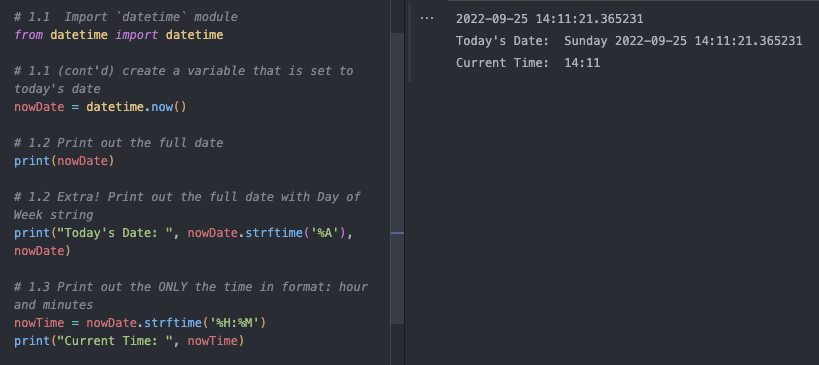 # 1.1  Import `datetime` module
from datetime import datetime
# 1.1 (cont'd) create a variable that is set to
today's date
nowDate = datetime.now()
# 1.2 Print out the full date
print(nowDate)
# 1.2 Extra! Print out the full date with Day of
Week string
print("Today's Date: ", nowDate.strftime('%A'),
nowDate)
# 1.3 Print out the ONLY the time in format: hour
and minutes
nowTime = nowDate.strftime('%H:%M')
print("Current Time: ", nowTime)
2022-09-25 14:11:21.365231
Today's Date:  Sunday 2022-09-25 14:11:21.365231
Current Time:  14:11